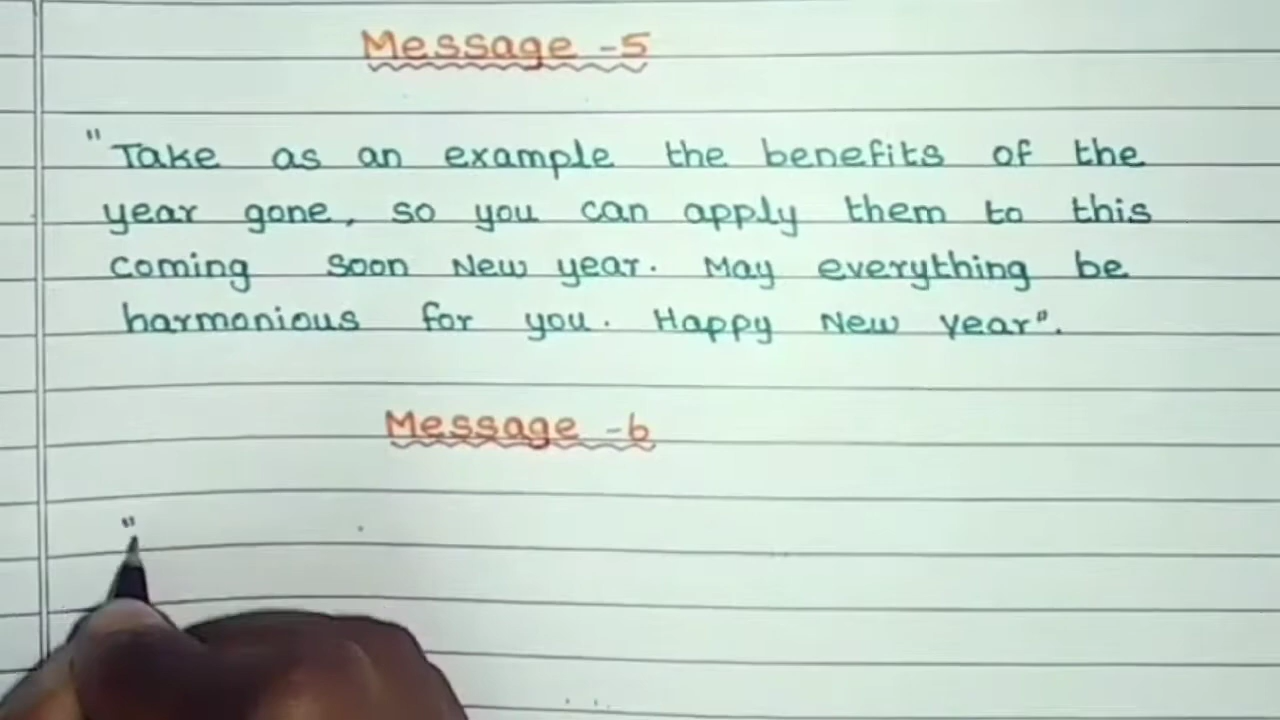 Message -5
"Take as an example the benefits of the
year gone, so you can apply them to this
coming soon New year. May everything be
harmonious for you. Happy New year".
Message -6
"